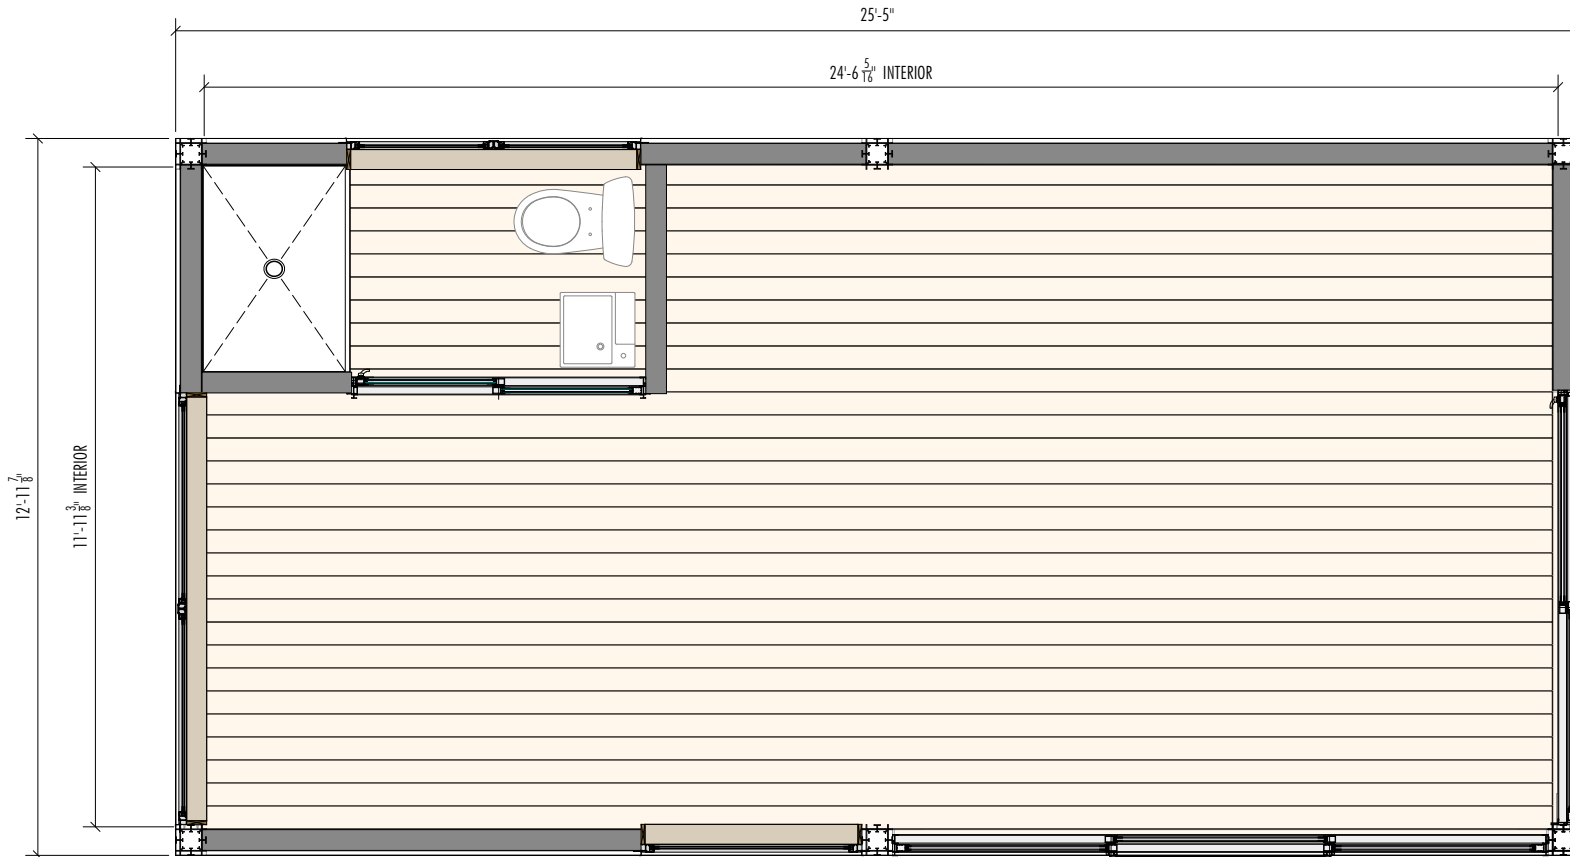 25'-5"
24'-6 5/16" INTERIOR
12'-11 7/8"
11'-11 3/8" INTERIOR